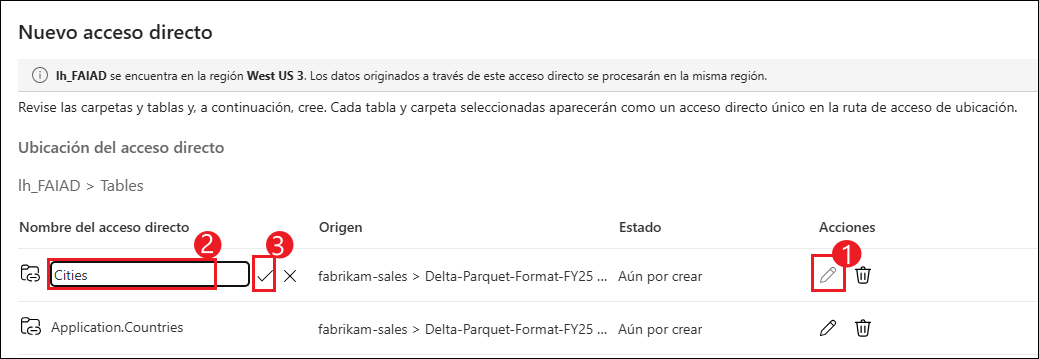 Nuevo acceso directo
lh_FAIAD se encuentra en la región West US 3. Los datos originados a través de este acceso directo se procesarán en la misma región.
Revise las carpetas y tablas y, a continuación, cree. Cada tabla y carpeta seleccionadas aparecerán como un acceso directo único en la ruta de acceso de ubicación.
Ubicación del acceso directo
lh_FAIAD > Tables
Nombre del acceso directo Origen Estado Acciones
2 3 1
Cities fabrikam-sales > Delta-Parquet-Format-FY25 ... Aún por crear
Application.Countries fabrikam-sales > Delta-Parquet-Format-FY25 ... Aún por crear